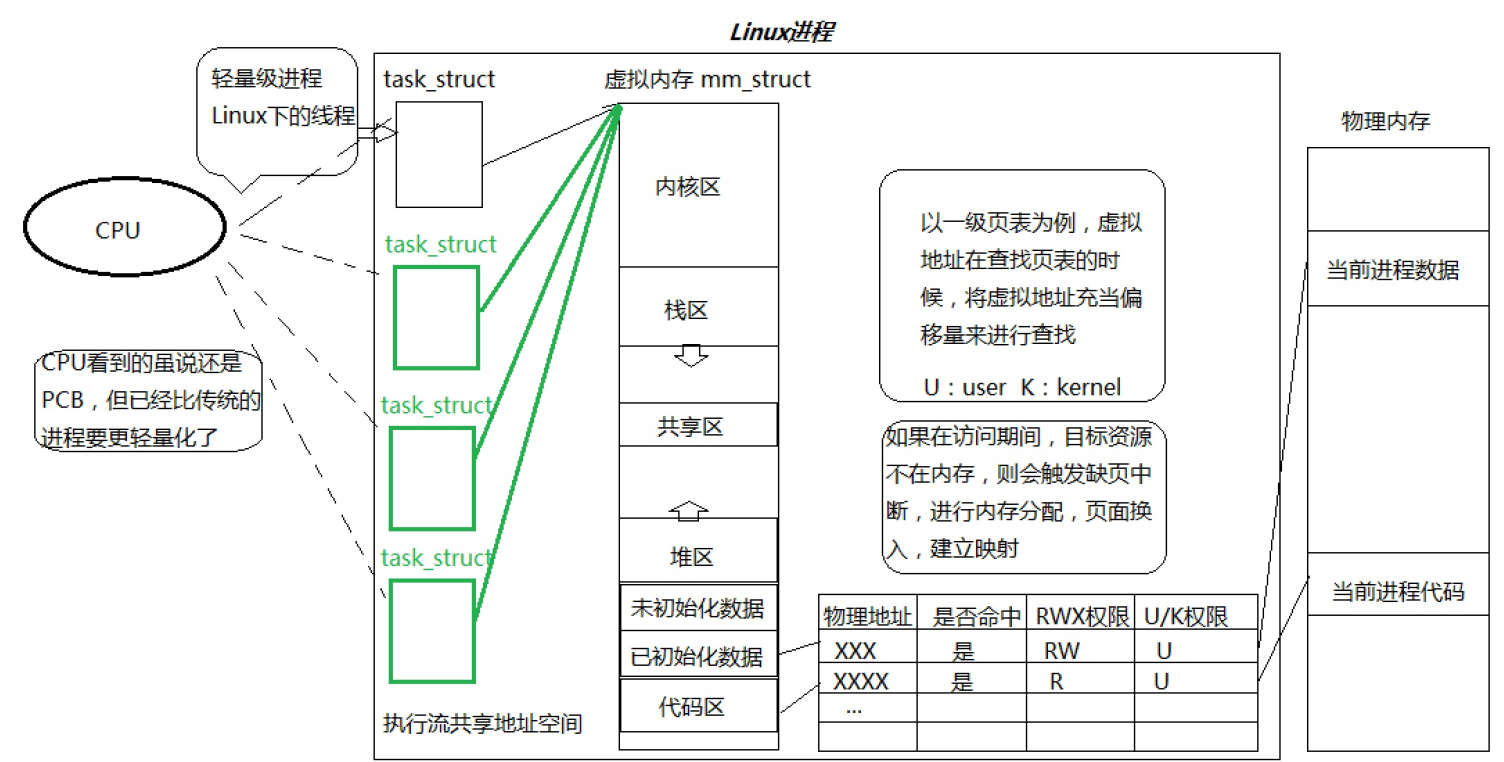 Linux进程
轻量级进程
Linux下的线程
CPU
CPU看到的虽说还是
PCB，但已经比传统的
进程要更轻量化了
task_struct
task_struct
task_struct
task_struct
执行流共享地址空间
虚拟内存 mm_struct
内核区
栈区
共享区
堆区
未初始化数据
已初始化数据
代码区
以一级页表为例，虚拟
地址在查找页表的时
候，将虚拟地址充当偏
移量来进行查找
U：user K：kernel
如果在访问期间，目标资源
不在内存，则会触发缺页中
断，进行内存分配，页面换
入，建立映射
物理地址 是否命中 RWX权限 U/K权限
XXX 是 RW U
XXXX 是 R U
...
物理内存
当前进程数据
当前进程代码